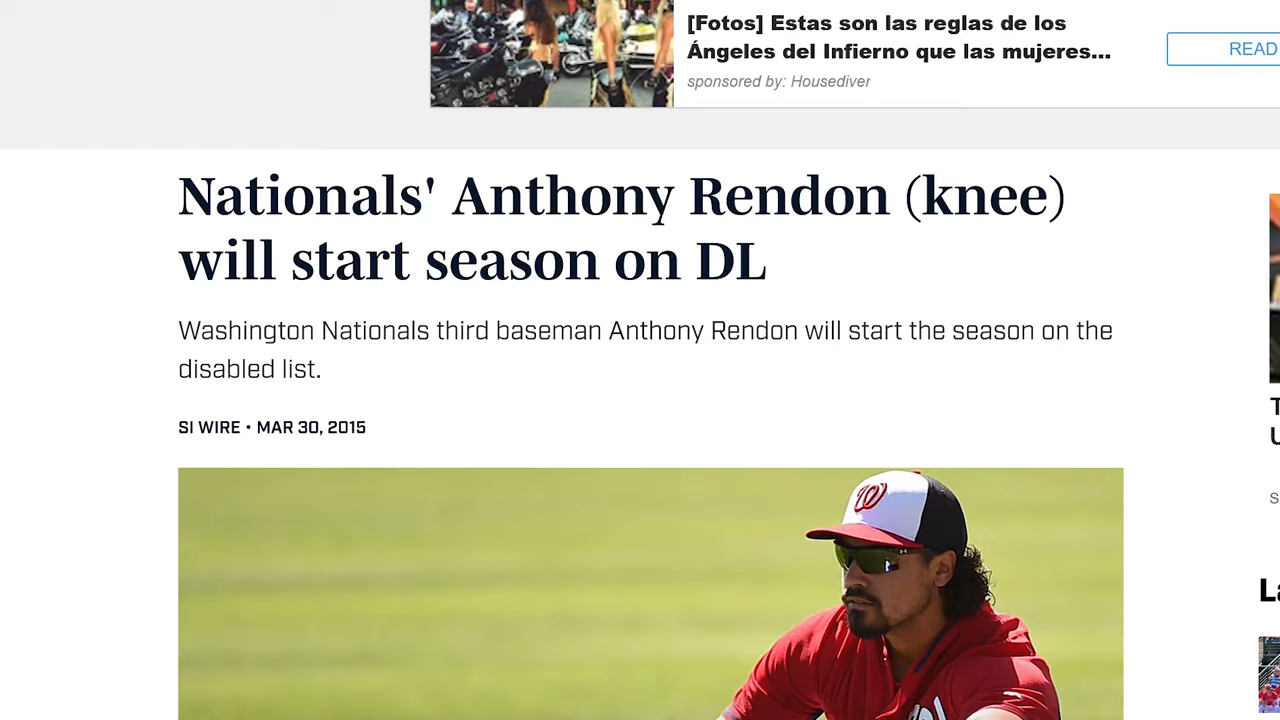 [Fotos] Estas son las reglas de los
Ángeles del Infierno que las mujeres...
READ
sponsored by: Housediver
Nationals' Anthony Rendon (knee)
will start season on DL
Washington Nationals third baseman Anthony Rendon will start the season on the
disabled list.
SI WIRE • MAR 30, 2015
W